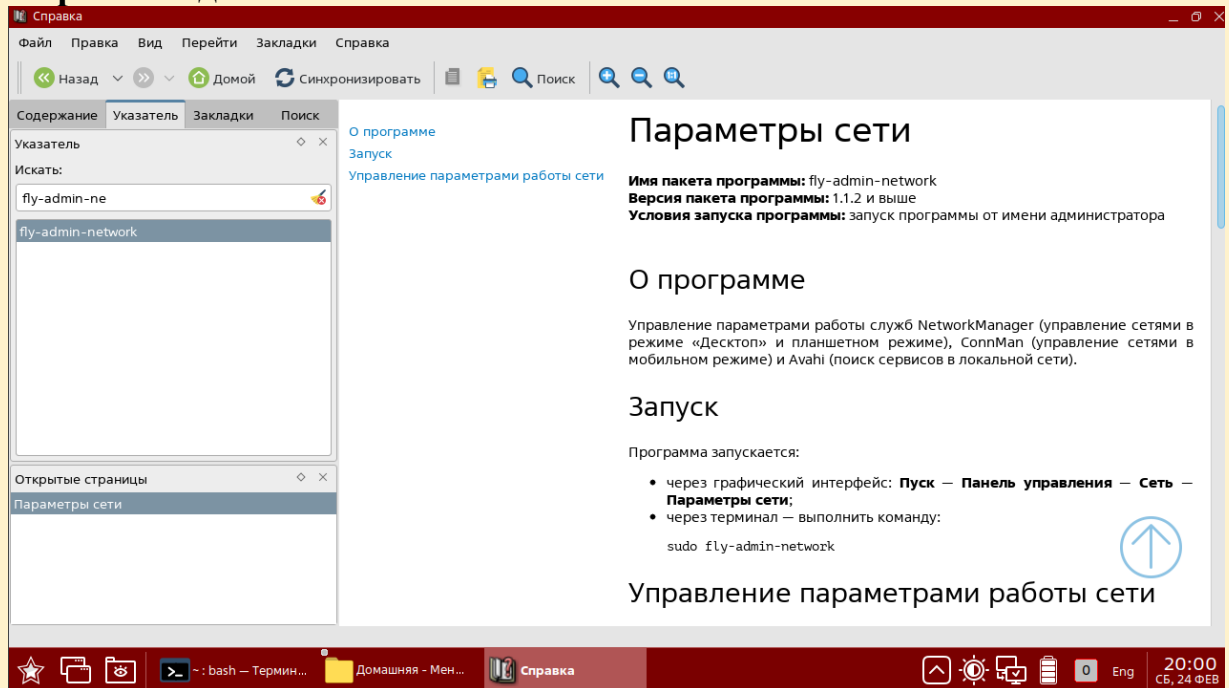 Справка
Файл Правка Вид Перейти Закладки Справка
Назад Домой Синхронизировать Поиск
Содержание Указатель Закладки Поиск
Указатель
Искать:
fly-admin-ne
fly-admin-network
Открытые страницы
Параметры сети
О программе
Запуск
Управление параметрами работы сети
Параметры сети
Имя пакета программы: fly-admin-network
Версия пакета программы: 1.1.2 и выше
Условия запуска программы: запуск программы от имени администратора
О программе
Управление параметрами работы служб NetworkManager (управление сетями в
режиме «Десктоп» и планшетном режиме), ConnMan (управление сетями в
мобильном режиме) и Avahi (поиск сервисов в локальной сети).
Запуск
Программа запускается:
• через графический интерфейс: Пуск — Панель управления — Сеть —
Параметры сети;
• через терминал — выполнить команду:
sudo fly-admin-network
Управление параметрами работы сети
~ : bash — Термин... Домашняя - Мен... Справка 0 Eng 20:00
СБ, 24 ФЕВ